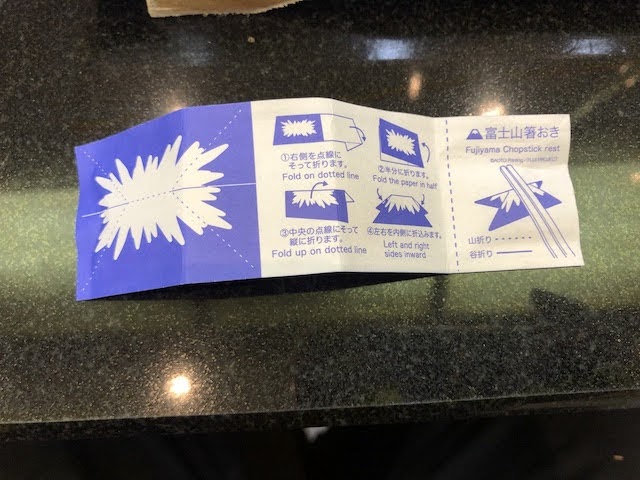 ①右側を点線に
そって折ります。
Fold on dotted line
②半分に折ります。
Fold the paper in half
③中央の点線にそって
縦に折ります。
Fold up on dotted line
④左右を内側に折込みます。
Left and right
sides inward
富士山箸おき
Fujiyama Chopstick rest
山折り
谷折り